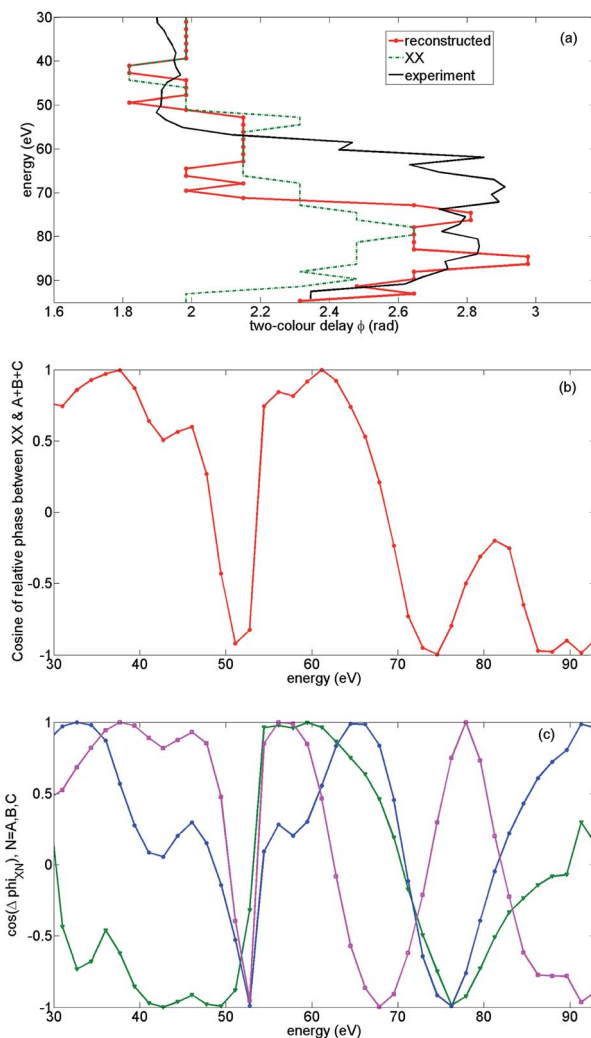 30
40
50
60
70
80
90
energy (eV)
(a)
reconstructed
XX
experiment
1.6 1.8 2 2.2 2.4 2.6 2.8 3
two-colour delay ϕ (rad)
1
0.5
0
-0.5
-1
Cosine of relative phase between XX & A+B+C
(b)
30 40 50 60 70 80 90
energy (eV)
1
0.5
0
-0.5
-1
cos(Δ phi_XN), N=A,B,C
(c)
30 40 50 60 70 80 90
energy (eV)